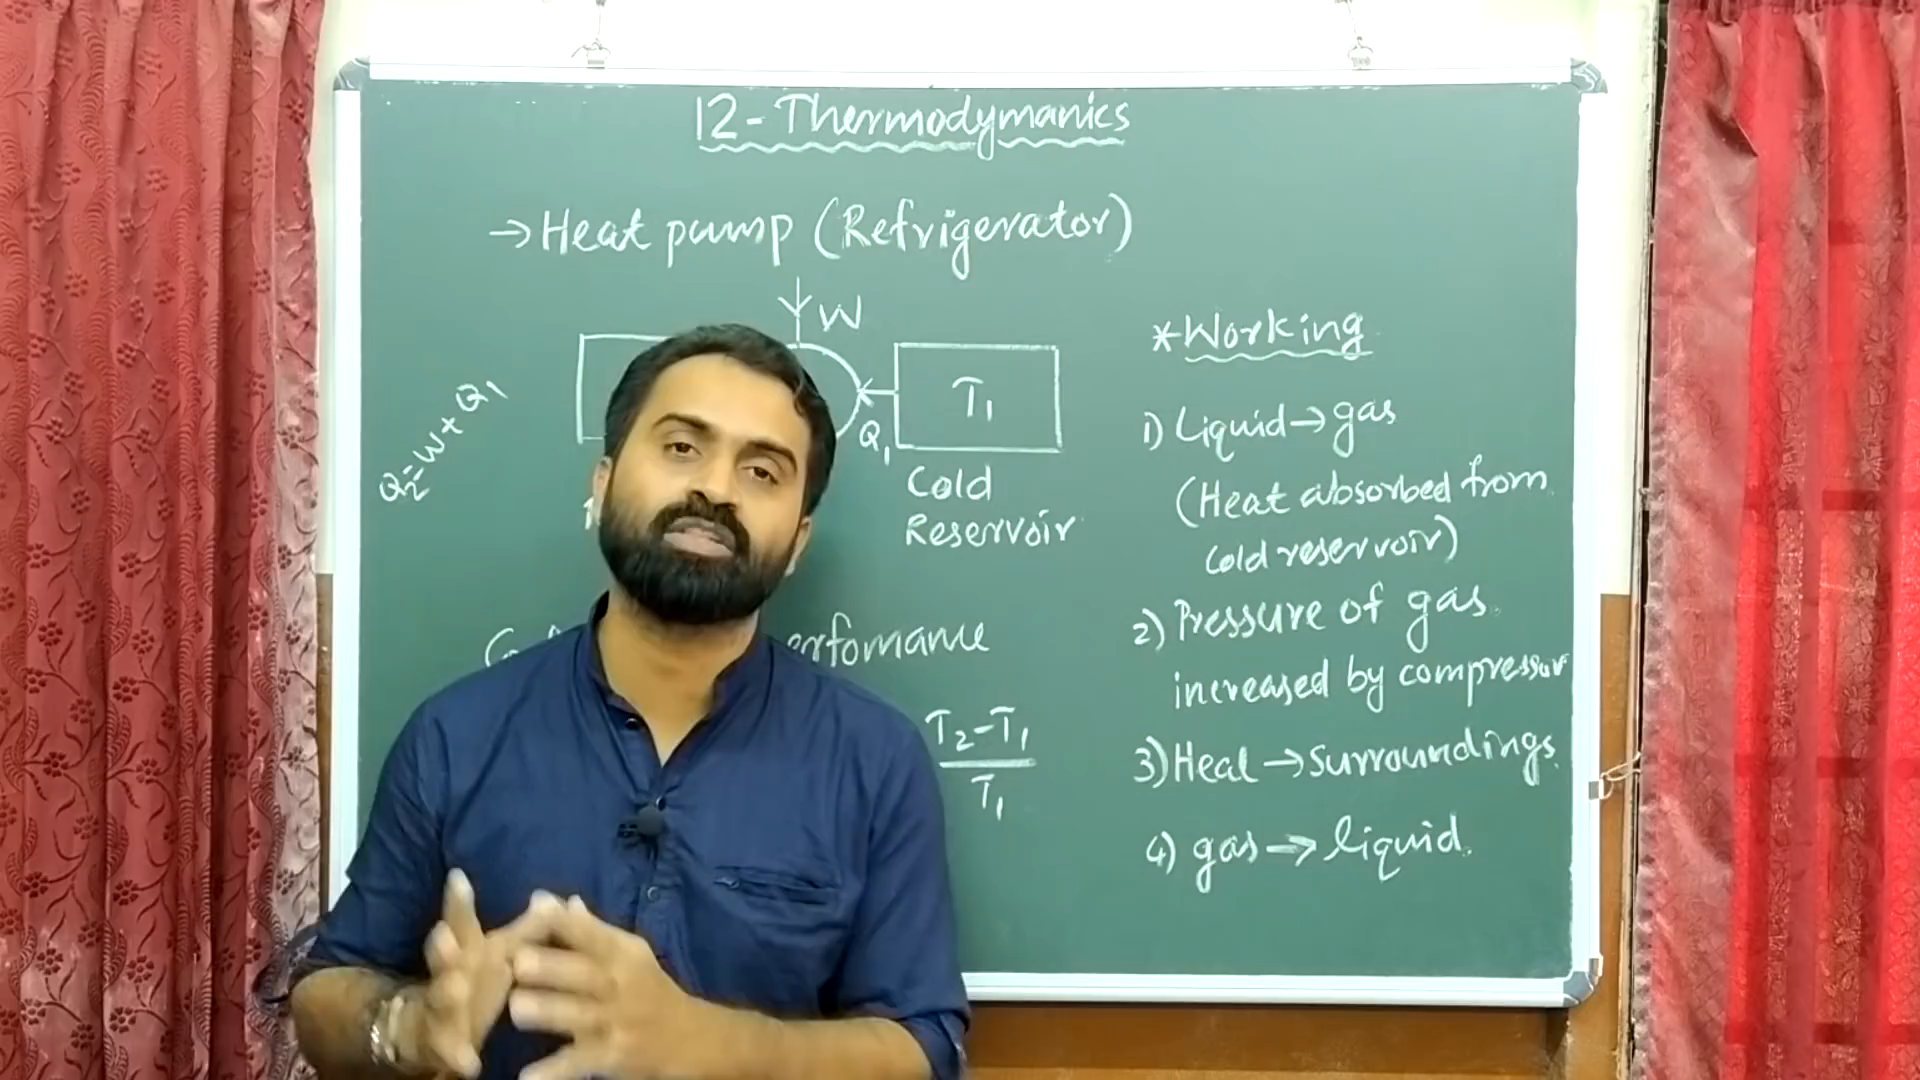 12-Thermodymanics
→Heat pump (Refrigerator)
W
Q₂=W+Q₁
T₁
Q₁
Cold
Reservoir
erfomance
T₂-T₁
T₁
*Working
1) Liquid→gas
(Heat absorbed from
cold reservoir)
2) Pressure of gas
increased by compressor
3) Heat →Surroundings.
4) gas→liquid.